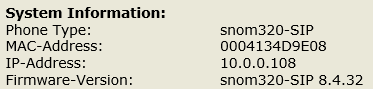 System Information:
Phone Type: snom320-SIP
MAC-Address: 0004134D9E08
IP-Address: 10.0.0.108
Firmware-Version: snom320-SIP 8.4.32